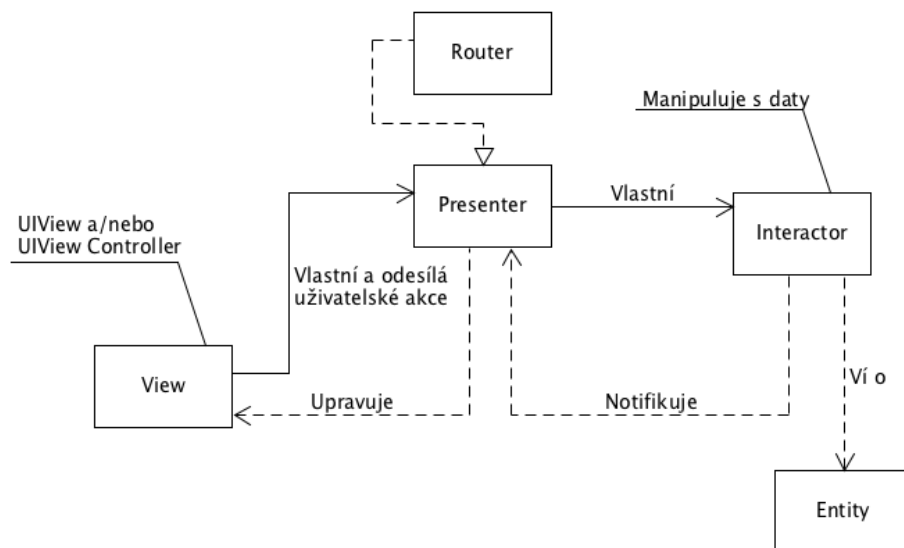 Router
Manipuluje s daty
Presenter
Vlastní
Interactor
UIView a/nebo
UIView Controller
Vlastní a odesílá
uživatelské akce
View
Upravuje
Notifikuje
Ví o
Entity